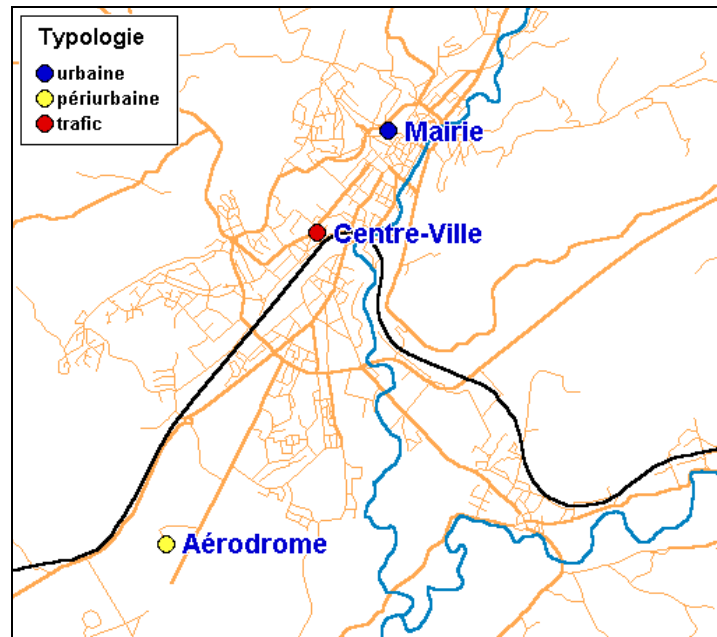 Typologie
urbaine
périurbaine
trafic
Mairie
Centre-Ville
Aérodrome